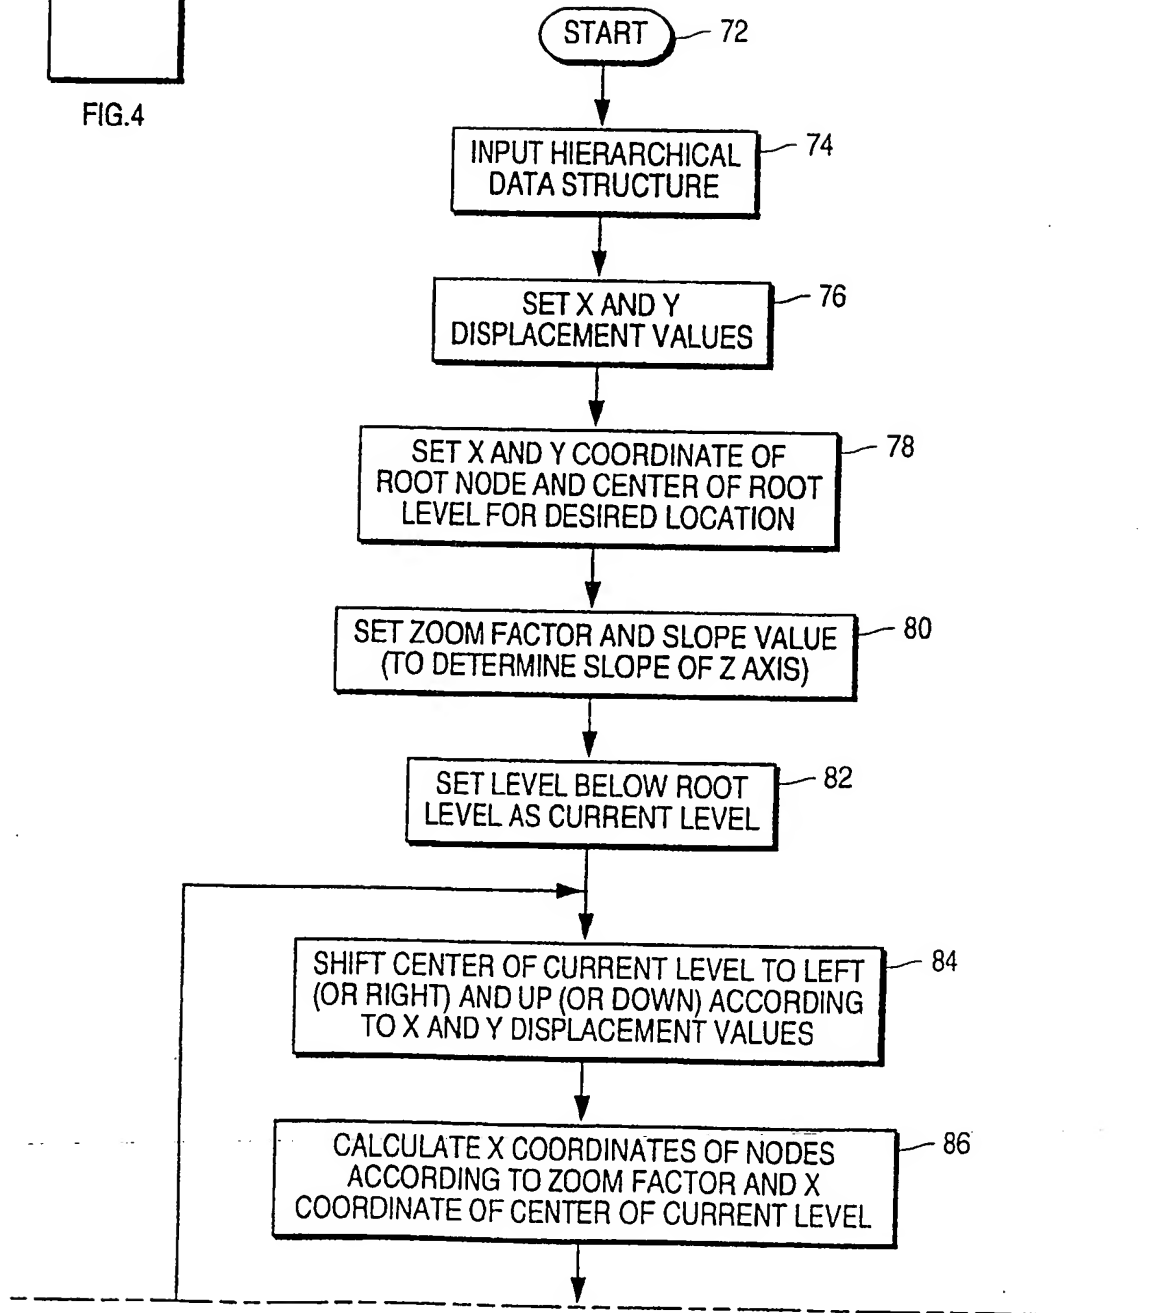 START
72
FIG.4
INPUT HIERARCHICAL
DATA STRUCTURE
74
SET X AND Y
DISPLACEMENT VALUES
76
SET X AND Y COORDINATE OF
ROOT NODE AND CENTER OF ROOT
LEVEL FOR DESIRED LOCATION
78
SET ZOOM FACTOR AND SLOPE VALUE
(TO DETERMINE SLOPE OF Z AXIS)
80
SET LEVEL BELOW ROOT
LEVEL AS CURRENT LEVEL
82
SHIFT CENTER OF CURRENT LEVEL TO LEFT
(OR RIGHT) AND UP (OR DOWN) ACCORDING
TO X AND Y DISPLACEMENT VALUES
84
CALCULATE X COORDINATES OF NODES
ACCORDING TO ZOOM FACTOR AND X
COORDINATE OF CENTER OF CURRENT LEVEL
86